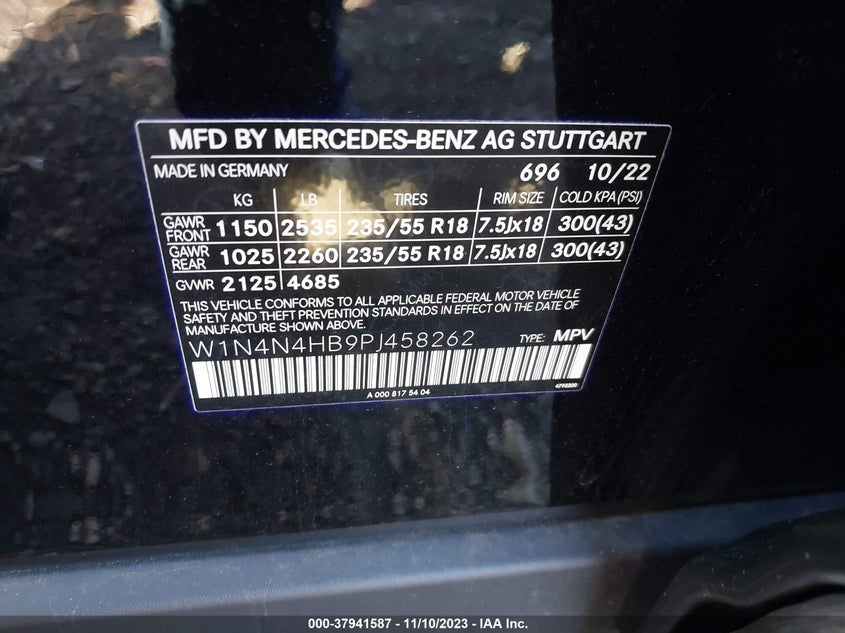 MFD BY MERCEDES-BENZ AG STUTTGART
MADE IN GERMANY 696 10/22
KG LB TIRES RIM SIZE COLD KPA(PSI)
GAWR FRONT 1150 2535 235/55 R18 7.5Jx18 300(43)
GAWR REAR 1025 2260 235/55 R18 7.5Jx18 300(43)
GVWR 2125 4685
THIS VEHICLE CONFORMS TO ALL APPLICABLE FEDERAL MOTOR VEHICLE
SAFETY AND THEFT PREVENTION STANDARDS IN EFFECT ON THE DATE OF
MANUFACTURE SHOWN ABOVE.
W1N4N4HB9PJ458262 TYPE: MPV
A 000 817 54 04 4793500
000-37941587 - 11/10/2023 - IAA Inc.